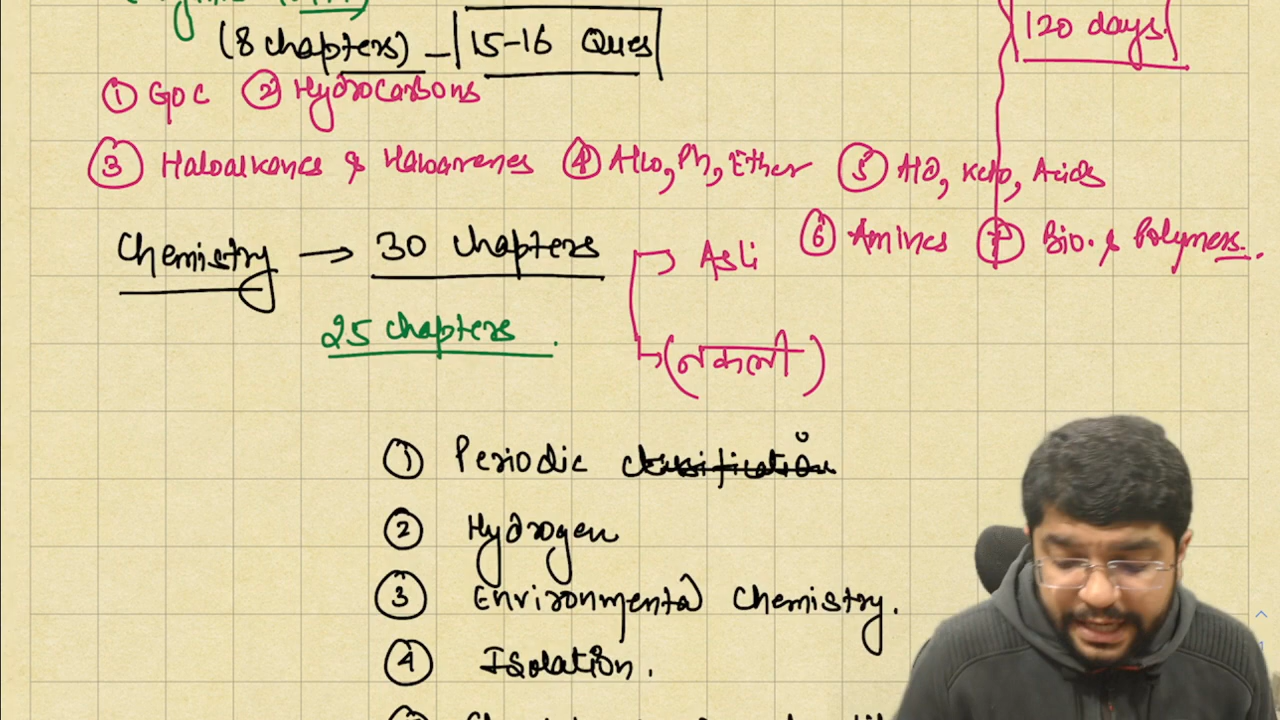 (8 chapters) - 15-16 Ques
120 days.
① GOC ② Hydrocarbons
③ Haloalkanes & Haloarenes ④ Alco, Ph, Ether ⑤ Ald, Keto, Acids
⑥ Amines ⑦ Bio. & Polymers.
Chemistry → 30 chapters
Asli
25 chapters.
(नकली)
① Periodic classification
② Hydrogen
③ Environmental Chemistry.
④ Isolation.